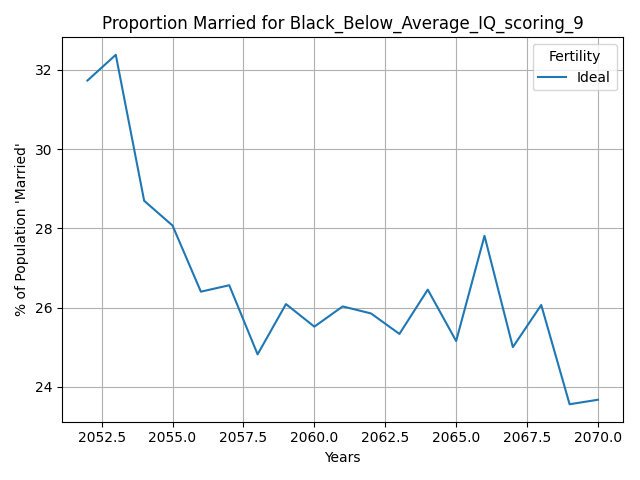 Proportion Married for Black_Below_Average_IQ_scoring_9
% of Population 'Married'
32
30
28
26
24
Fertility
Ideal
2052.5 2055.0 2057.5 2060.0 2062.5 2065.0 2067.5 2070.0
Years